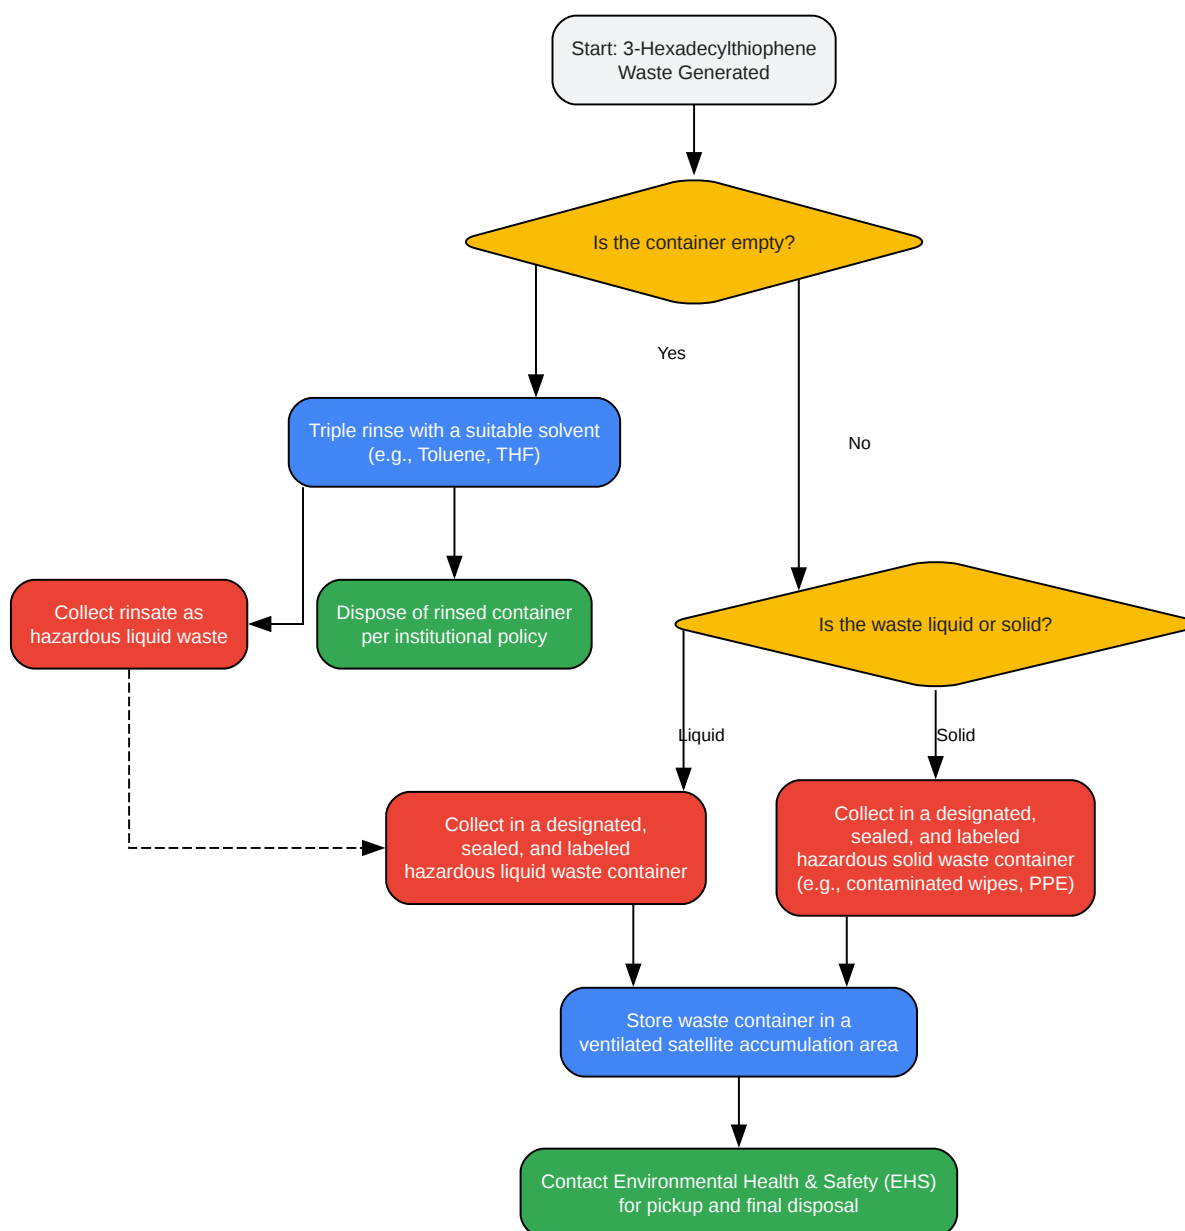 Start: 3-Hexadecylthiophene
Waste Generated
Is the container empty?
Yes
Triple rinse with a suitable solvent
(e.g., Toluene, THF)
No
Collect rinsate as
hazardous liquid waste
Dispose of rinsed container
per institutional policy
Is the waste liquid or solid?
Liquid
Solid
Collect in a designated,
sealed, and labeled
hazardous liquid waste container
Collect in a designated,
sealed, and labeled
hazardous solid waste container
(e.g., contaminated wipes, PPE)
Store waste container in a
ventilated satellite accumulation area
Contact Environmental Health & Safety (EHS)
for pickup and final disposal